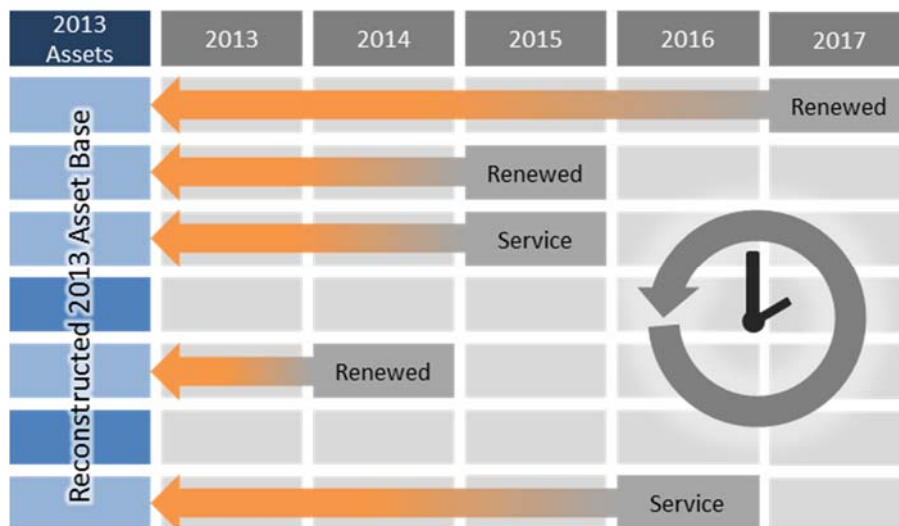 2013
Assets
2013
2014
2015
2016
2017
Reconstructed 2013 Asset Base
Renewed
Renewed
Service
Renewed
Service